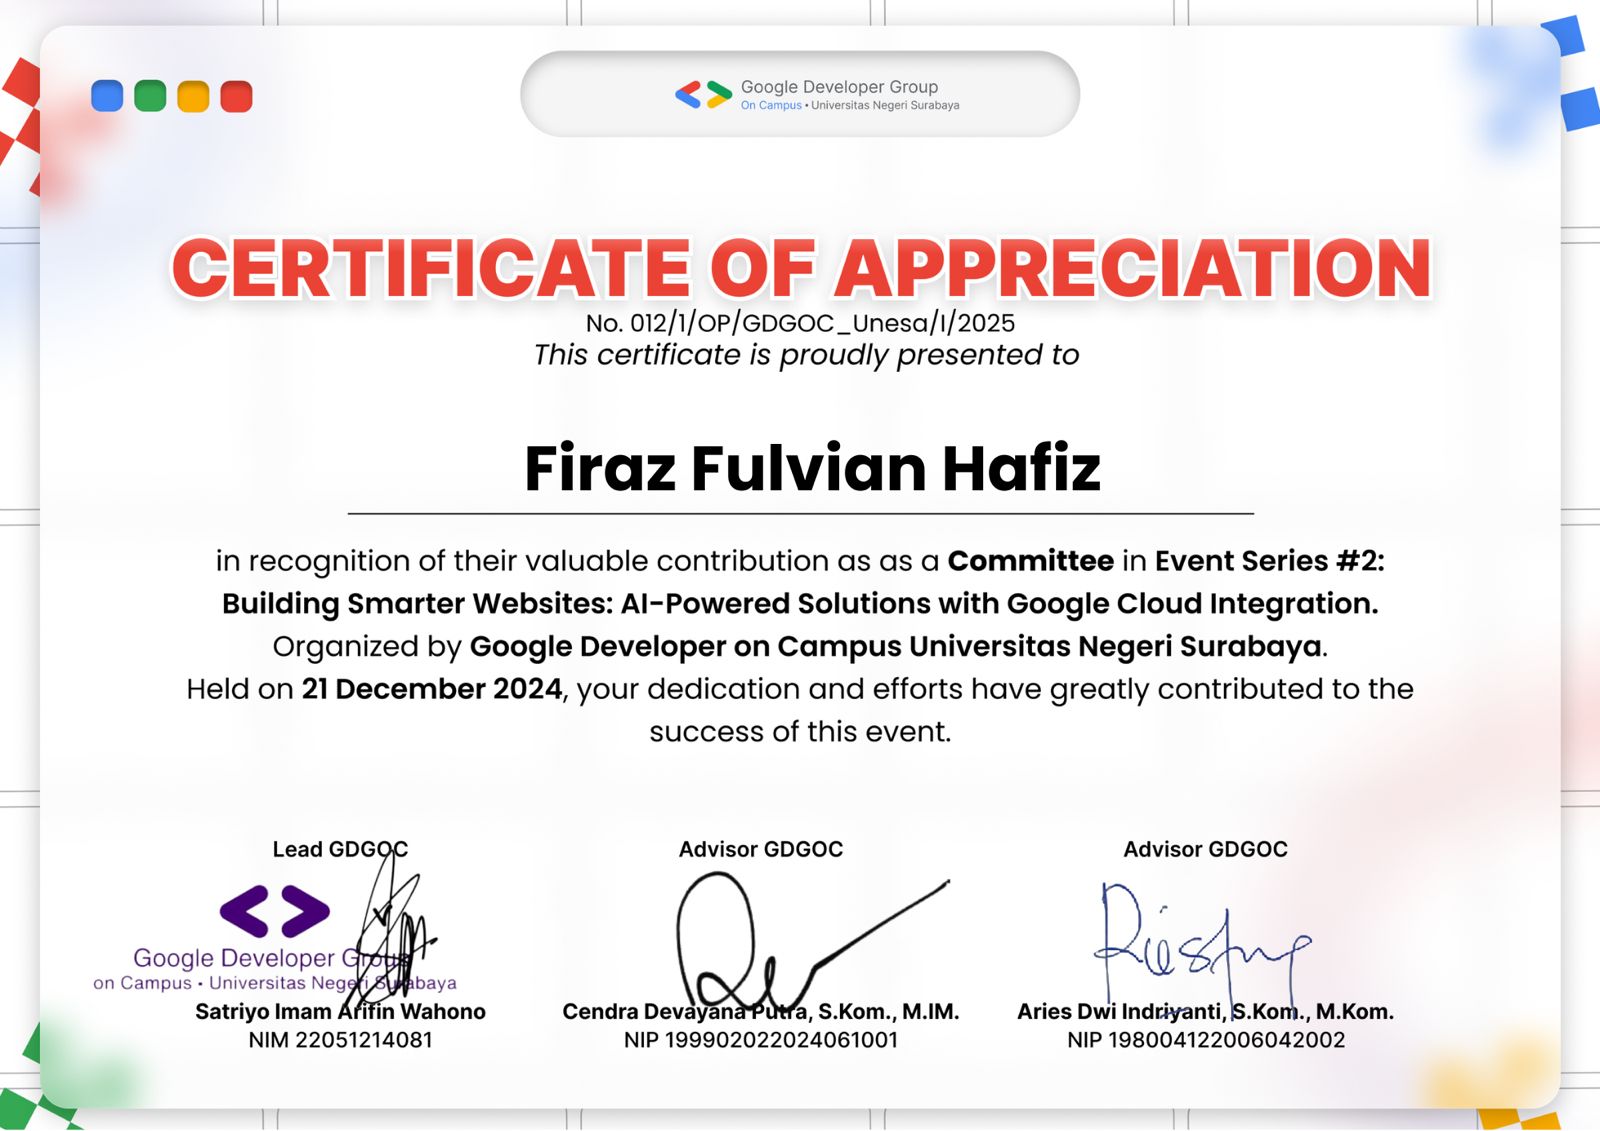 Google Developer Group
On Campus • Universitas Negeri Surabaya
CERTIFICATE OF APPRECIATION
No. 012/1/OP/GDGOC_Unesa/I/2025
This certificate is proudly presented to
Firaz Fulvian Hafiz
in recognition of their valuable contribution as as a Committee in Event Series #2:
Building Smarter Websites: AI-Powered Solutions with Google Cloud Integration.
Organized by Google Developer on Campus Universitas Negeri Surabaya.
Held on 21 December 2024, your dedication and efforts have greatly contributed to the
success of this event.
Lead GDGOC
Google Developer Group
on Campus • Universitas Negeri Surabaya
Satriyo Imam Arifin Wahono
NIM 22051214081
Advisor GDGOC
Cendra Devayana Putra, S.Kom., M.IM.
NIP 199902022024061001
Advisor GDGOC
Aries Dwi Indriyanti, S.Kom., M.Kom.
NIP 198004122006042002